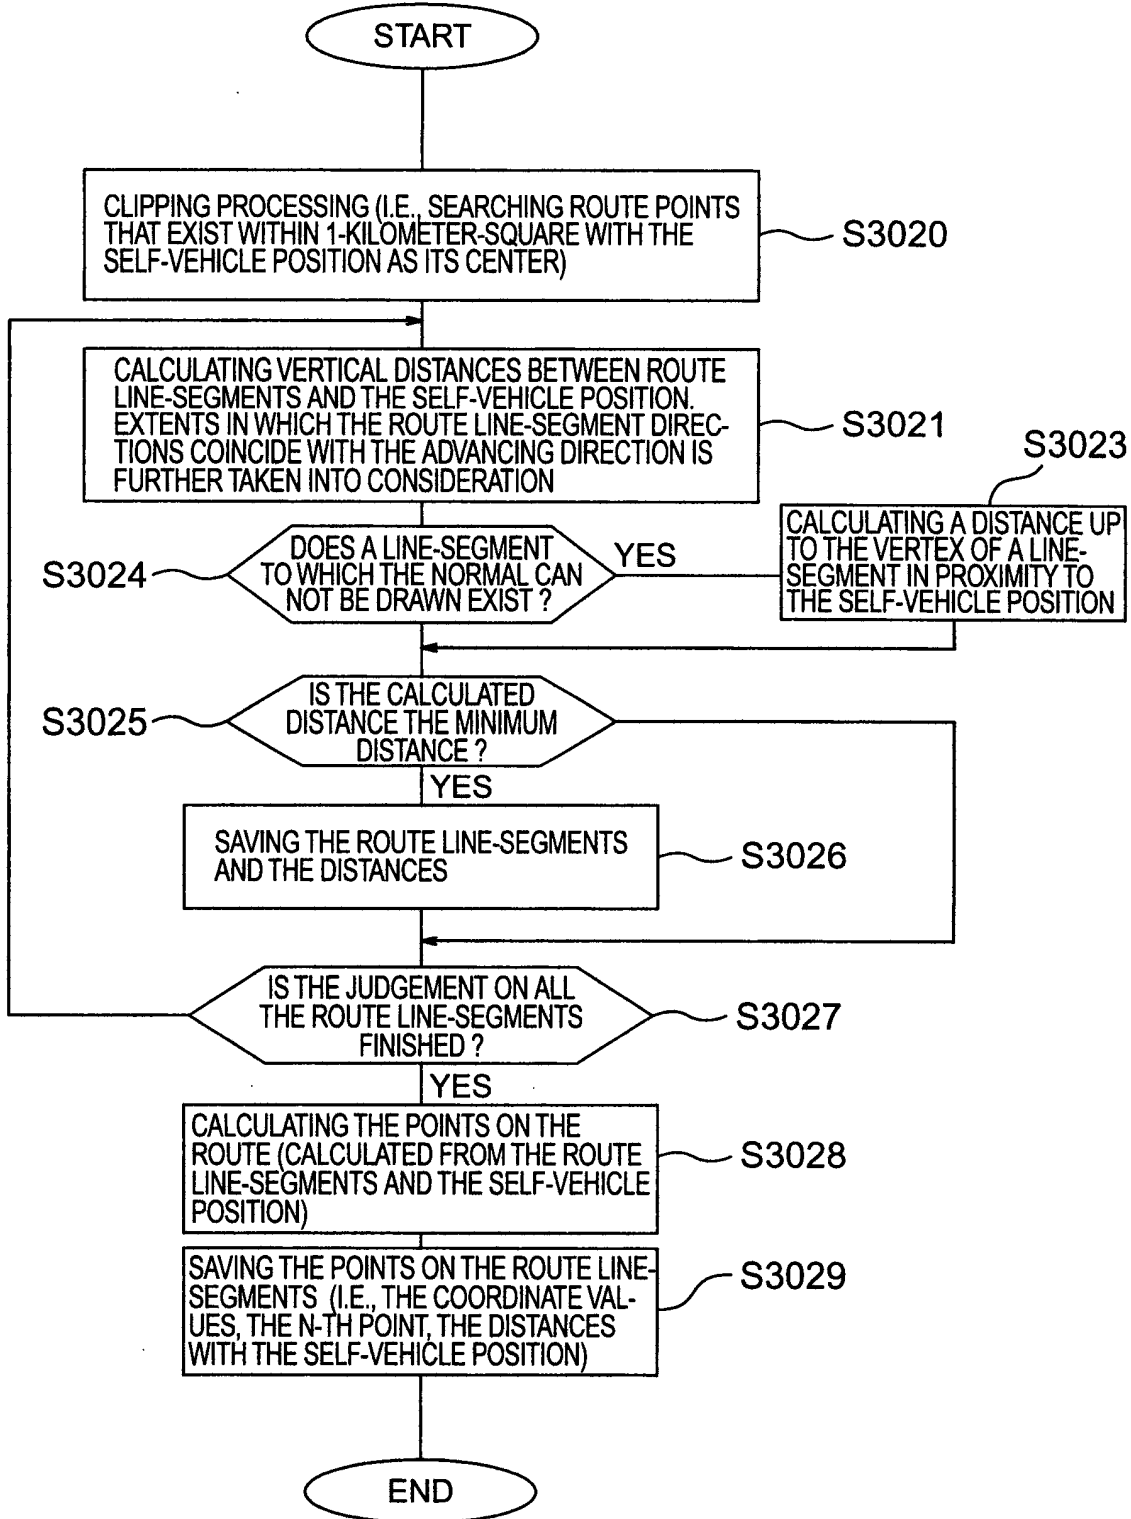 START
CLIPPING PROCESSING (I.E., SEARCHING ROUTE POINTS
THAT EXIST WITHIN 1-KILOMETER-SQUARE WITH THE
SELF-VEHICLE POSITION AS ITS CENTER)
S3020
CALCULATING VERTICAL DISTANCES BETWEEN ROUTE
LINE-SEGMENTS AND THE SELF-VEHICLE POSITION.
EXTENTS IN WHICH THE ROUTE LINE-SEGMENT DIREC-
TIONS COINCIDE WITH THE ADVANCING DIRECTION IS
FURTHER TAKEN INTO CONSIDERATION
S3021
S3023
CALCULATING A DISTANCE UP
TO THE VERTEX OF A LINE-
SEGMENT IN PROXIMITY TO
THE SELF-VEHICLE POSITION
S3024
DOES A LINE-SEGMENT
TO WHICH THE NORMAL CAN
NOT BE DRAWN EXIST ?
YES
S3025
IS THE CALCULATED
DISTANCE THE MINIMUM
DISTANCE ?
YES
SAVING THE ROUTE LINE-SEGMENTS
AND THE DISTANCES
S3026
IS THE JUDGEMENT ON ALL
THE ROUTE LINE-SEGMENTS
FINISHED ?
S3027
YES
CALCULATING THE POINTS ON THE
ROUTE (CALCULATED FROM THE ROUTE
LINE-SEGMENTS AND THE SELF-VEHICLE
POSITION)
S3028
SAVING THE POINTS ON THE ROUTE LINE-
SEGMENTS (I.E., THE COORDINATE VAL-
UES, THE N-TH POINT, THE DISTANCES
WITH THE SELF-VEHICLE POSITION)
S3029
END